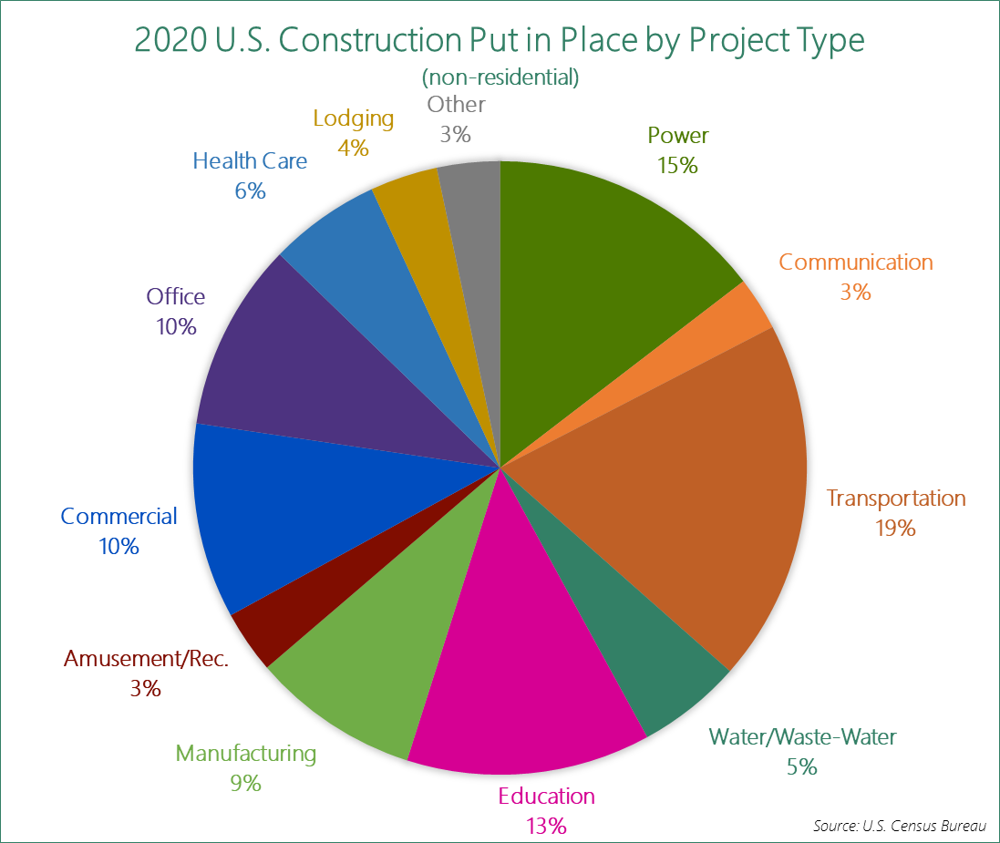 2020 U.S. Construction Put in Place by Project Type
(non-residential)
Other
3%
Lodging
4%
Power
15%
Health Care
6%
Communication
3%
Office
10%
Transportation
19%
Commercial
10%
Amusement/Rec.
3%
Water/Waste-Water
5%
Manufacturing
9%
Education
13%
Source: U.S. Census Bureau